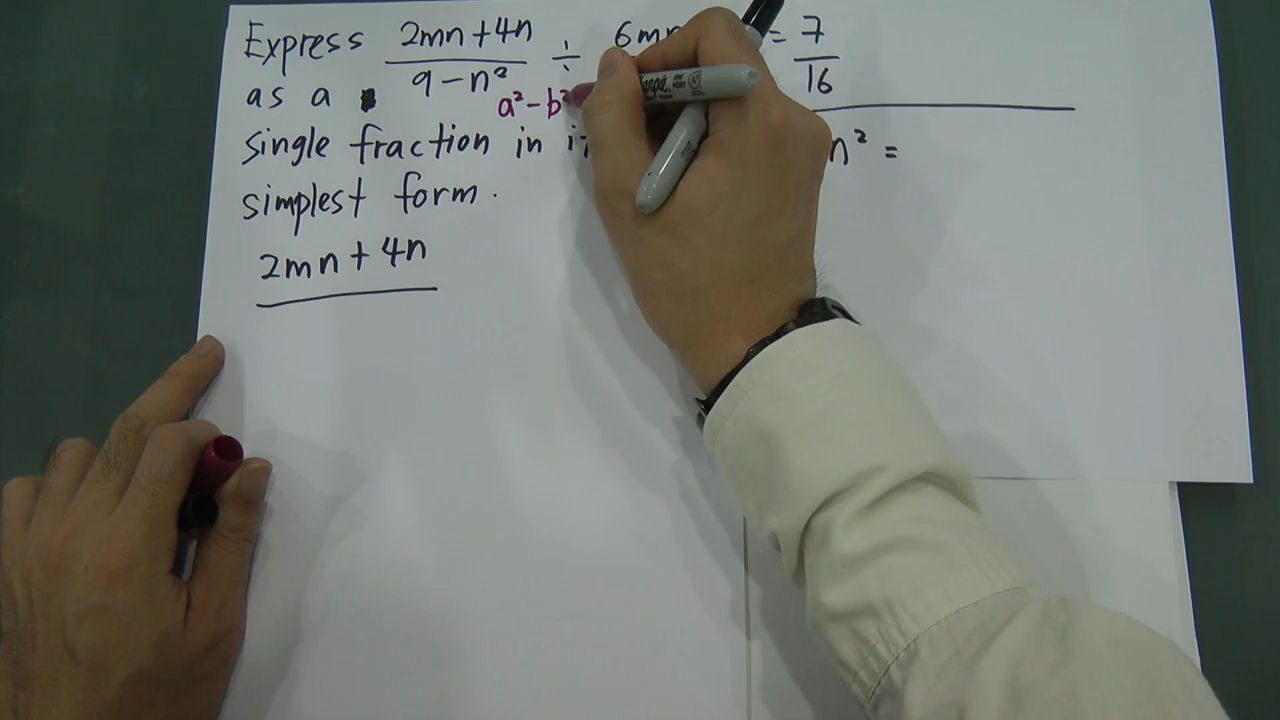 Express 2mn+4n ÷ 6m = 7
9-n² 16
as a a²-b²
single fraction in n² =
simplest form.
2mn+4n